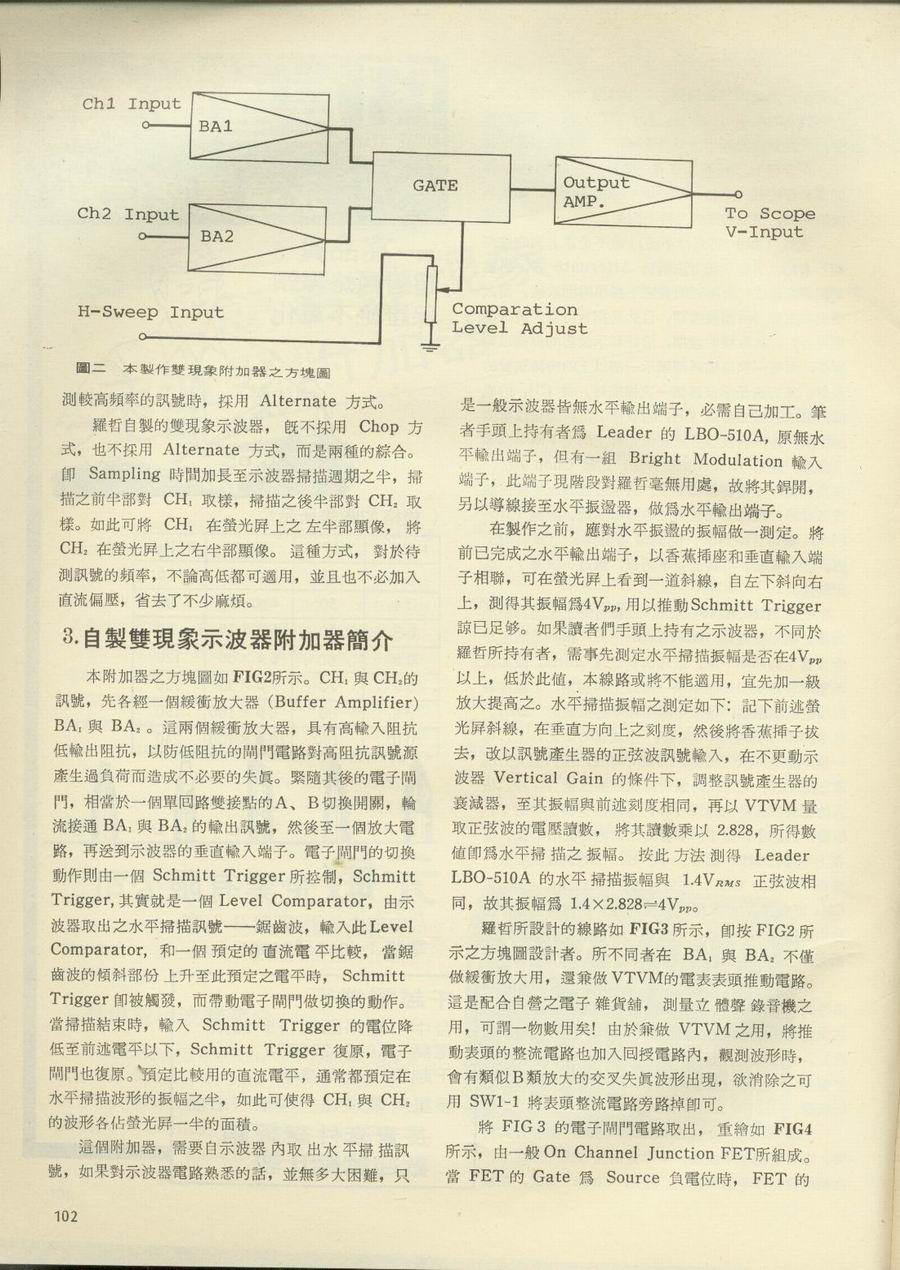 Ch1 Input
BA1
GATE
Output
AMP.
To Scope
V-Input
Ch2 Input
BA2
H-Sweep Input
Comparation
Level Adjust
圖二 本製作雙現象附加器之方塊圖
測較高頻率的訊號時，採用 Alternate 方式。
羅哲自製的雙現象示波器，旣不採用 Chop 方
式，也不採用 Alternate 方式，而是兩種的綜合。
卽 Sampling 時間加長至示波器掃描週期之半，掃
描之前半部對 CH₁ 取樣，掃描之後半部對 CH₂ 取
樣。如此可將 CH₁ 在螢光屏上之左半部顯像，將
CH₂ 在螢光屏上之右半部顯像。這種方式，對於待
測訊號的頻率，不論高低都可適用，並且也不必加入
直流偏壓，省去了不少麻煩。
3.自製雙現象示波器附加器簡介
本附加器之方塊圖如 FIG2所示。CH₁ 與 CH₂的
訊號，先各經一個緩衝放大器（Buffer Amplifier）
BA₁ 與 BA₂。這兩個緩衝放大器，具有高輸入阻抗
低輸出阻抗，以防低阻抗的閘門電路對高阻抗訊號源
產生過負荷而造成不必要的失眞。緊隨其後的電子閘
門，相當於一個單囘路雙接點的A、B切換開關，輪
流接通 BA₁ 與 BA₂ 的輸出訊號，然後至一個放大電
路，再送到示波器的垂直輸入端子。電子閘門的切換
動作則由一個 Schmitt Trigger 所控制，Schmitt
Trigger, 其實就是一個 Level Comparator，由示
波器取出之水平掃描訊號——鋸齒波，輸入此 Level
Comparator, 和一個預定的直流電平比較，當鋸
齒波的傾斜部份上升至此預定之電平時，Schmitt
Trigger 卽被觸發，而帶動電子閘門做切換的動作。
當掃描結束時，輸入 Schmitt Trigger 的電位降
低至前述電平以下，Schmitt Trigger 復原，電子
閘門也復原。預定比較用的直流電平，通常都預定在
水平掃描波形的振幅之半，如此可使得 CH₁ 與 CH₂
的波形各佔螢光屏一半的面積。
這個附加器，需要自示波器內取出水平掃描訊
號，如果對示波器電路熟悉的話，並無多大困難，只
是一般示波器皆無水平輸出端子，必需自己加工。筆
者手頭上持有者爲 Leader 的 LBO-510A, 原無水
平輸出端子，但有一組 Bright Modulation 輸入
端子，此端子現階段對羅哲毫無用處，故將其銲開，
另以導線接至水平振盪器，做爲水平輸出端子。
在製作之前，應對水平振盪的振幅做一測定。將
前已完成之水平輸出端子，以香蕉挿座和垂直輸入端
子相聯，可在螢光屏上看到一道斜線，自左下斜向右
上，測得其振幅爲4Vpp, 用以推動Schmitt Trigger
諒已足够。如果讀者們手頭上持有之示波器，不同於
羅哲所持有者，需事先測定水平掃描振幅是否在4Vpp
以上，低於此値，本線路或將不能適用，宜先加一級
放大提高之。水平掃描振幅之測定如下：記下前述螢
光屏斜線，在垂直方向上之刻度，然後將香蕉挿子拔
去，改以訊號產生器的正弦波訊號輸入，在不更動示
波器 Vertical Gain 的條件下，調整訊號產生器的
衰減器，至其振幅與前述刻度相同，再以 VTVM 量
取正弦波的電壓讀數，將其讀數乘以 2.828，所得數
値卽爲水平掃描之振幅。按此方法測得 Leader
LBO-510A 的水平掃描振幅與 1.4VRMS 正弦波相
同，故其振幅爲 1.4×2.828≒4Vpp。
羅哲所設計的線路如 FIG3 所示，卽按 FIG2 所
示之方塊圖設計者。所不同者在 BA₁ 與 BA₂ 不僅
做緩衝放大用，還兼做 VTVM的電表表頭推動電路。
這是配合自營之電子雜貨舖，測量立體聲錄音機之
用，可謂一物數用矣！由於兼做 VTVM 之用，將推
動表頭的整流電路也加入囘授電路內，觀測波形時，
會有類似B類放大的交叉失眞波形出現，欲消除之可
用 SW1-1 將表頭整流電路旁路掉卽可。
將 FIG 3 的電子閘門電路取出，重繪如 FIG4
所示，由一般 On Channel Junction FET所組成。
當 FET 的 Gate 爲 Source 負電位時，FET 的
102